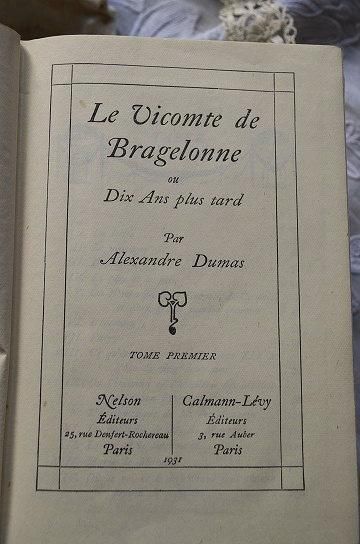 Le Vicomte de
Bragelonne
ou
Dix Ans plus tard
Par
Alexandre Dumas
TOME PREMIER
Nelson
Éditeurs
25, rue Denfert-Rochereau
Paris
Calmann-Lévy
Éditeurs
3, rue Auber
Paris
1931